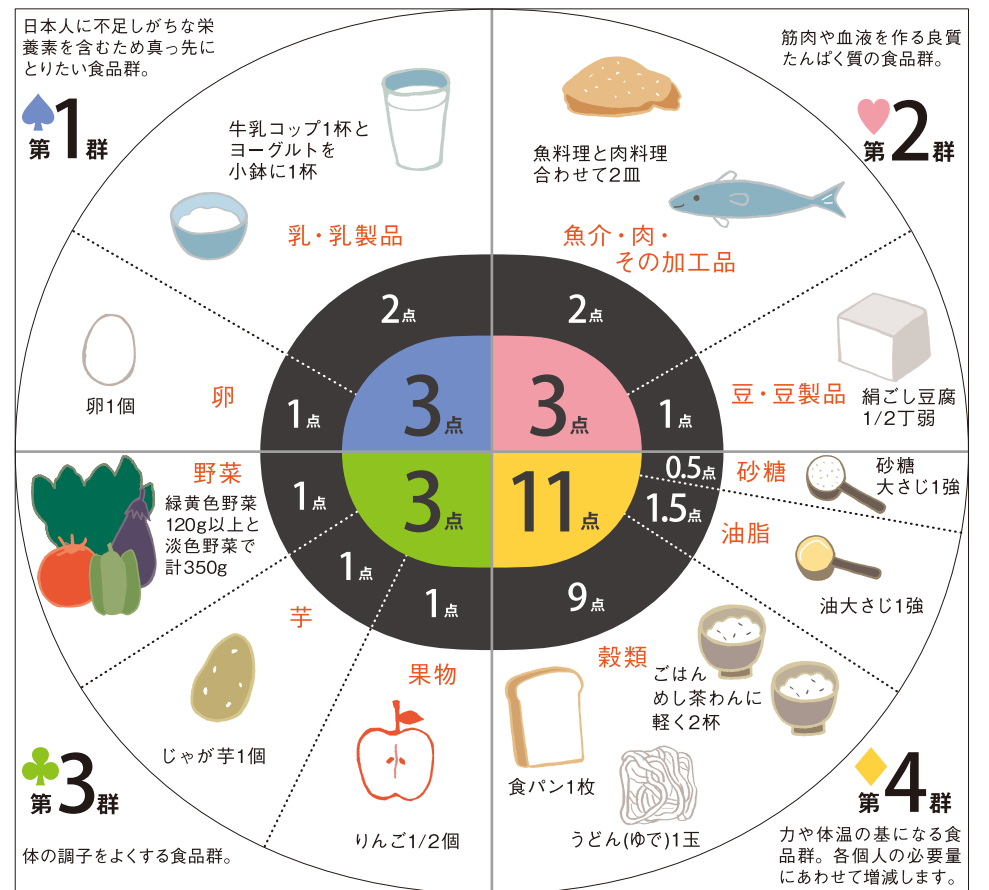 日本人に不足しがちな栄
養素を含むため真っ先に
とりたい食品群。
第1群
牛乳コップ1杯と
ヨーグルトを
小鉢に1杯
乳・乳製品
2点
卵1個
卵
1点
3点
筋肉や血液を作る良質
たんぱく質の食品群。
第2群
魚料理と肉料理
合わせて2皿
魚介・肉・
その加工品
2点
豆・豆製品
絹ごし豆腐
1/2丁弱
1点
3点
野菜
緑黄色野菜
120g以上と
淡色野菜で
計350g
1点
3点
芋
1点
じゃが芋1個
果物
1点
りんご1/2個
第3群
体の調子をよくする食品群。
11点
0.5点
砂糖
砂糖
大さじ1強
1.5点
油脂
油大さじ1強
9点
穀類
ごはん
めし茶わんに
軽く2杯
食パン1枚
うどん(ゆで)1玉
第4群
力や体温の基になる食
品群。各個人の必要量
にあわせて増減します。